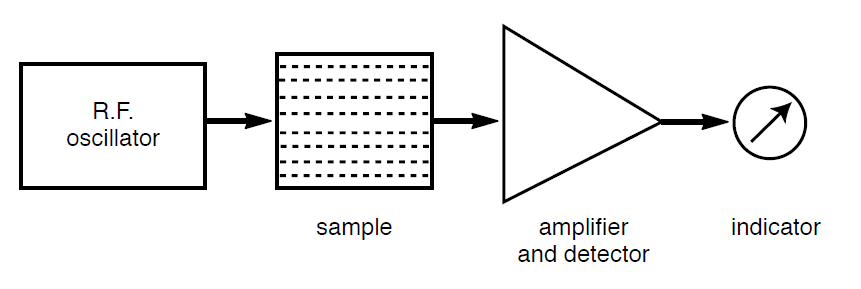 R.F.
oscillator
sample
amplifier
and detector
indicator